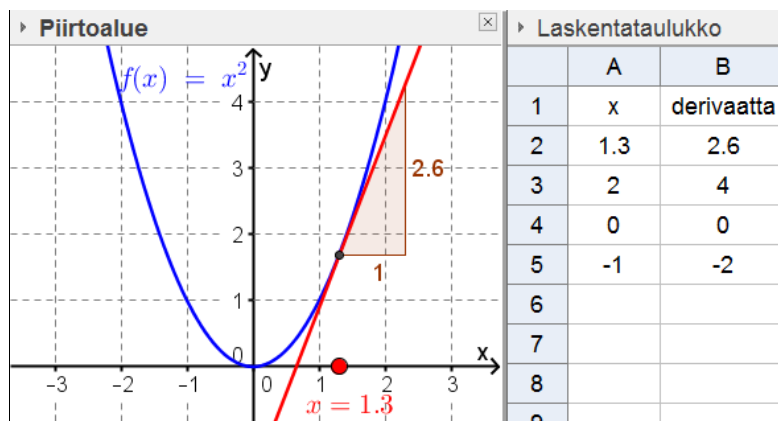 Piirtoalue
f(x) = x²
y
4
3
2.6
2
1
1
0
x
-3 -2 -1 0 1 2 3
x = 1.3
Laskentataulukko
A B
1 x derivaatta
2 1.3 2.6
3 2 4
4 0 0
5 -1 -2
6
7
8
9